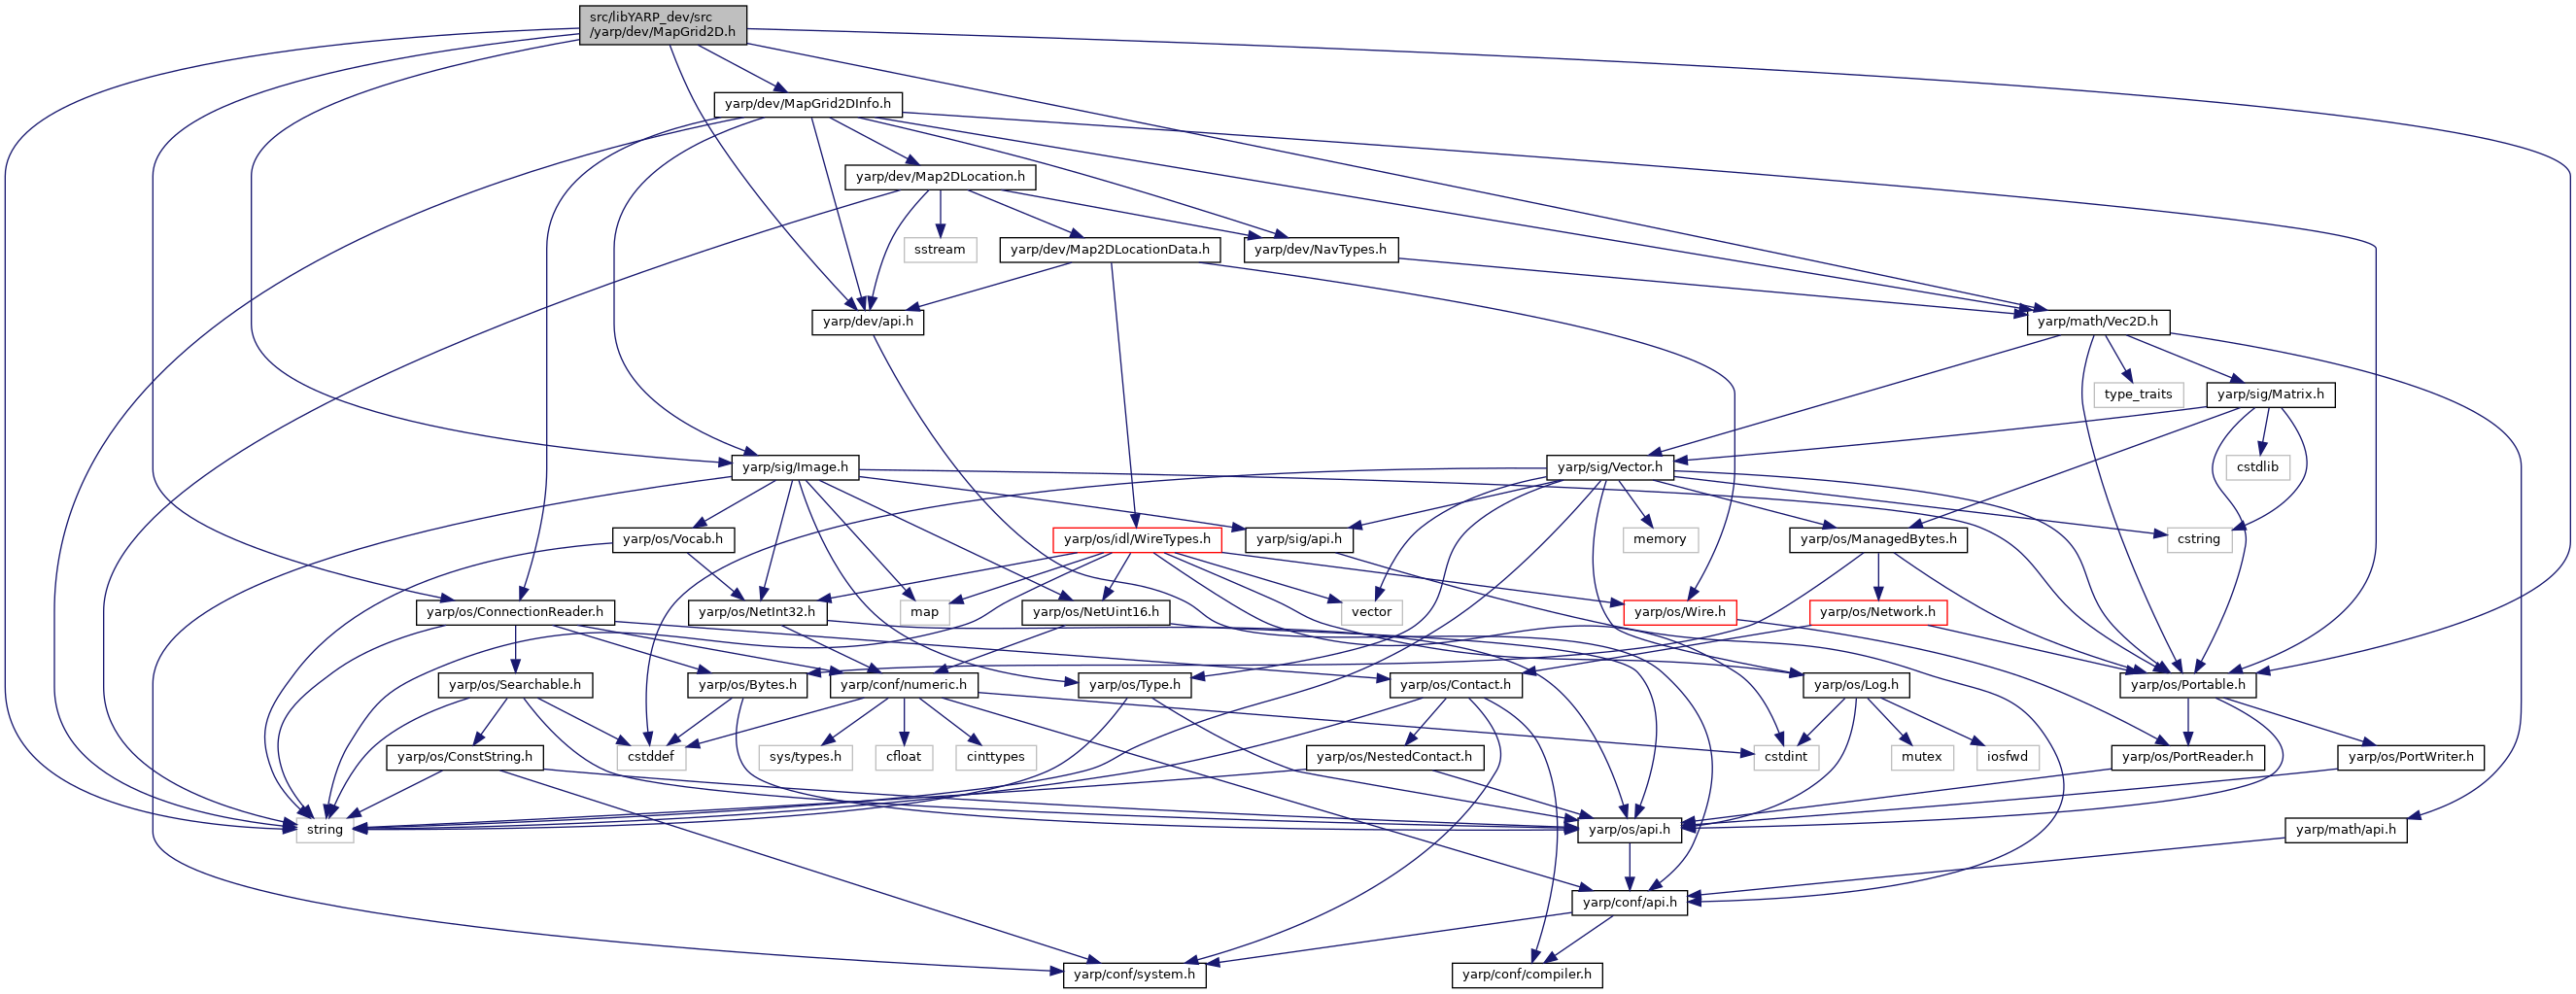 src/libYARP_dev/src
/yarp/dev/MapGrid2D.h
yarp/dev/MapGrid2DInfo.h
yarp/dev/Map2DLocation.h
sstream
yarp/dev/Map2DLocationData.h
yarp/dev/NavTypes.h
yarp/dev/api.h
yarp/math/Vec2D.h
type_traits
yarp/sig/Matrix.h
yarp/sig/Image.h
yarp/sig/Vector.h
cstdlib
yarp/os/Vocab.h
yarp/os/idl/WireTypes.h
yarp/sig/api.h
memory
yarp/os/ManagedBytes.h
cstring
yarp/os/ConnectionReader.h
yarp/os/NetInt32.h
map
yarp/os/NetUint16.h
vector
yarp/os/Wire.h
yarp/os/Network.h
yarp/os/Searchable.h
yarp/os/Bytes.h
yarp/conf/numeric.h
yarp/os/Type.h
yarp/os/Contact.h
yarp/os/Log.h
yarp/os/Portable.h
yarp/os/ConstString.h
cstddef
sys/types.h
cfloat
cinttypes
yarp/os/NestedContact.h
cstdint
mutex
iosfwd
yarp/os/PortReader.h
yarp/os/PortWriter.h
string
yarp/os/api.h
yarp/math/api.h
yarp/conf/api.h
yarp/conf/system.h
yarp/conf/compiler.h